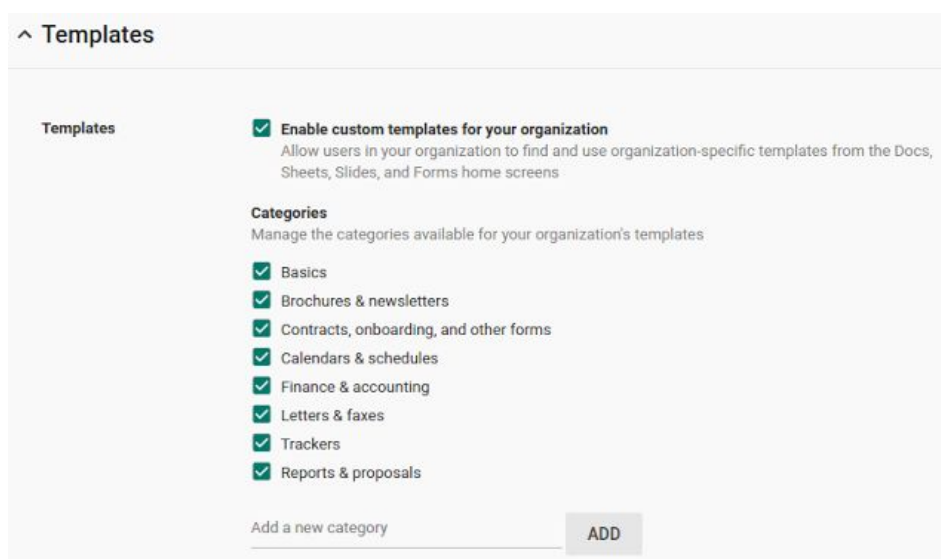 Templates
Templates
Enable custom templates for your organization
Allow users in your organization to find and use organization-specific templates from the Docs,
Sheets, Slides, and Forms home screens
Categories
Manage the categories available for your organization's templates
Basics
Brochures & newsletters
Contracts, onboarding, and other forms
Calendars & schedules
Finance & accounting
Letters & faxes
Trackers
Reports & proposals
Add a new category
ADD